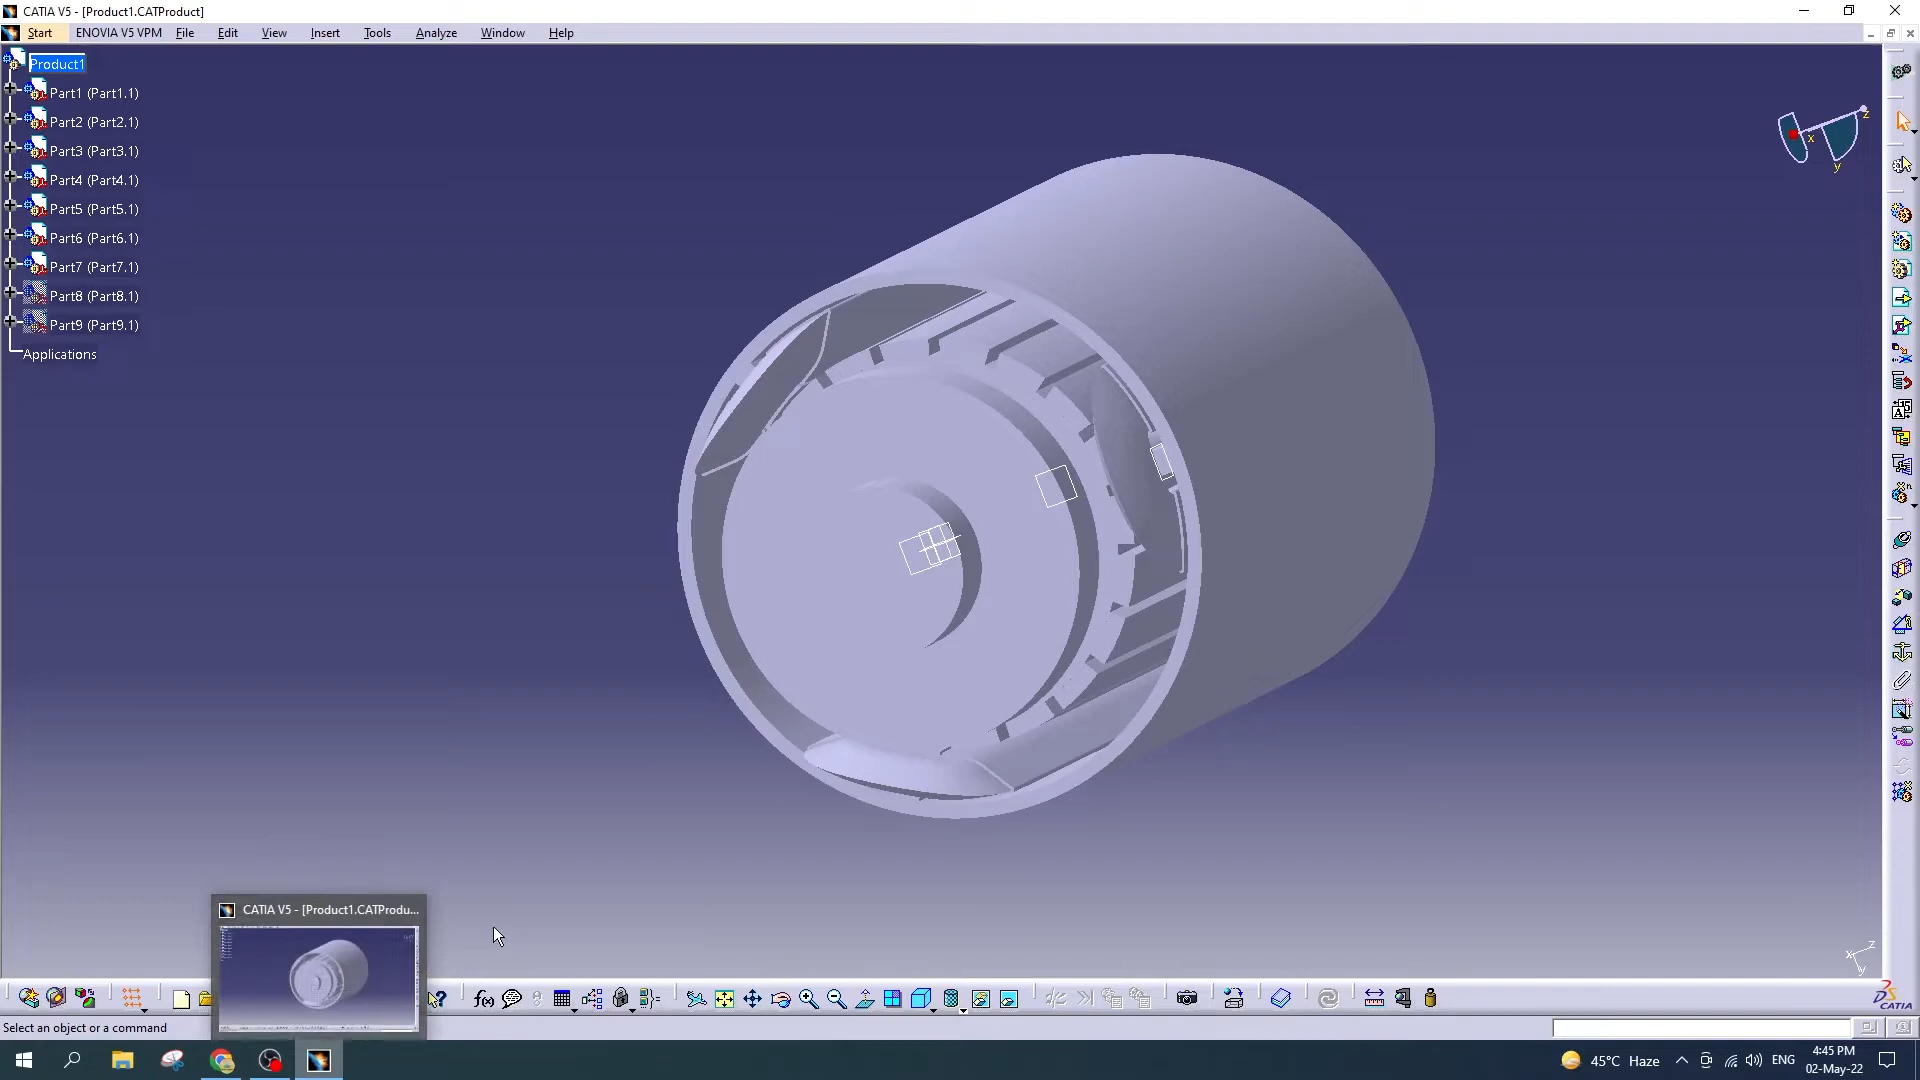 CATIA V5 - [Product1.CATProduct]
Start ENOVIA V5 VPM File Edit View Insert Tools Analyze Window Help
Product1
Part1 (Part1.1)
Part2 (Part2.1)
Part3 (Part3.1)
Part4 (Part4.1)
Part5 (Part5.1)
Part6 (Part6.1)
Part7 (Part7.1)
Part8 (Part8.1)
Part9 (Part9.1)
Applications
z
x
y
CATIA V5 - [Product1.CATProdu...
z
x
y
f(x)
CATIA
Select an object or a command
45°C Haze
ENG
4:45 PM
02-May-22